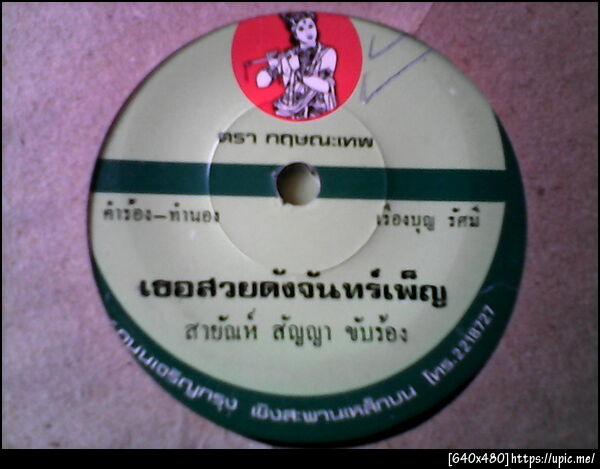 ตรา กฤษณะเทพ
คำร้อง-ทำนอง เรืองบุญ รัศมี
เธอสวยดังจันทร์เพ็ญ
สายัณห์ สัญญา ขับร้อง
ถนนเจริญกรุง เชิงสะพานเหล็กบน โทร.2218727
[640x480]https://upic.me/